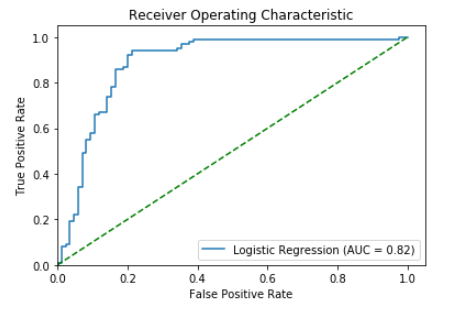 Receiver Operating Characteristic
1.0
0.8
0.6
0.4
0.2
0.0
True Positive Rate
Logistic Regression (AUC = 0.82)
0.0 0.2 0.4 0.6 0.8 1.0
False Positive Rate